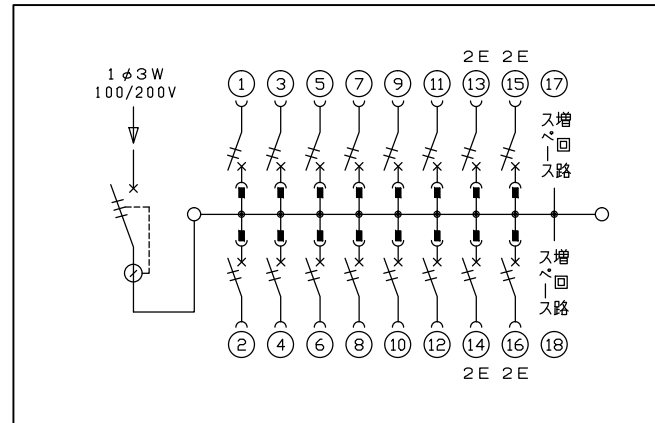 2E 2E
1φ3W
100/200V
① ③ ⑤ ⑦ ⑨ ⑪ ⑬ ⑮ ⑰
増回路
スペース
増回路
スペース
② ④ ⑥ ⑧ ⑩ ⑫ ⑭ ⑯ ⑱
2E 2E